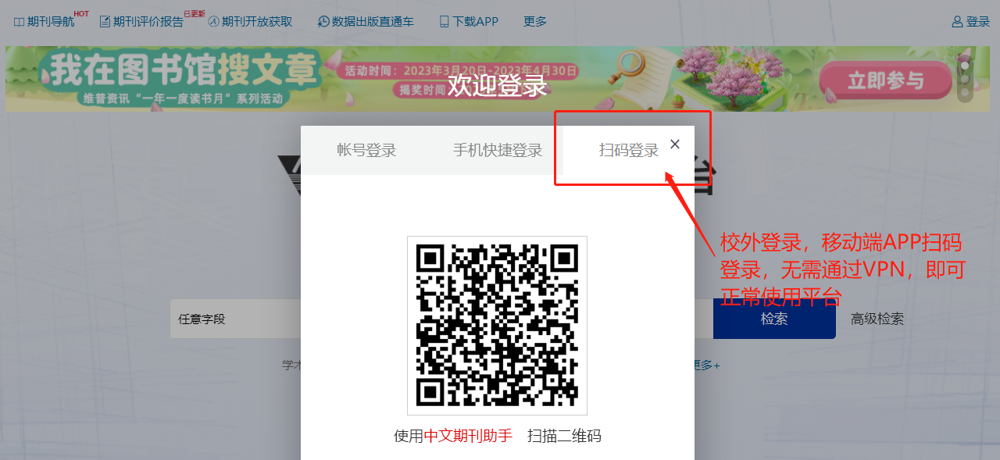 期刊导航 HOT 期刊评价报告 已更新 期刊开放获取 数据出版直通车 下载APP 更多 登录
我在图书馆搜文章
活动时间：2023年3月20日-2023年4月30日
欢迎登录
立即参与
揭奖时间
维普资讯“一年一度读书月”系列活动
帐号登录 手机快捷登录 扫码登录
台
校外登录，移动端APP扫码
登录，无需通过VPN，即可
正常使用平台
任意字段 检索 高级检索
学术
更多+
使用中文期刊助手 扫描二维码